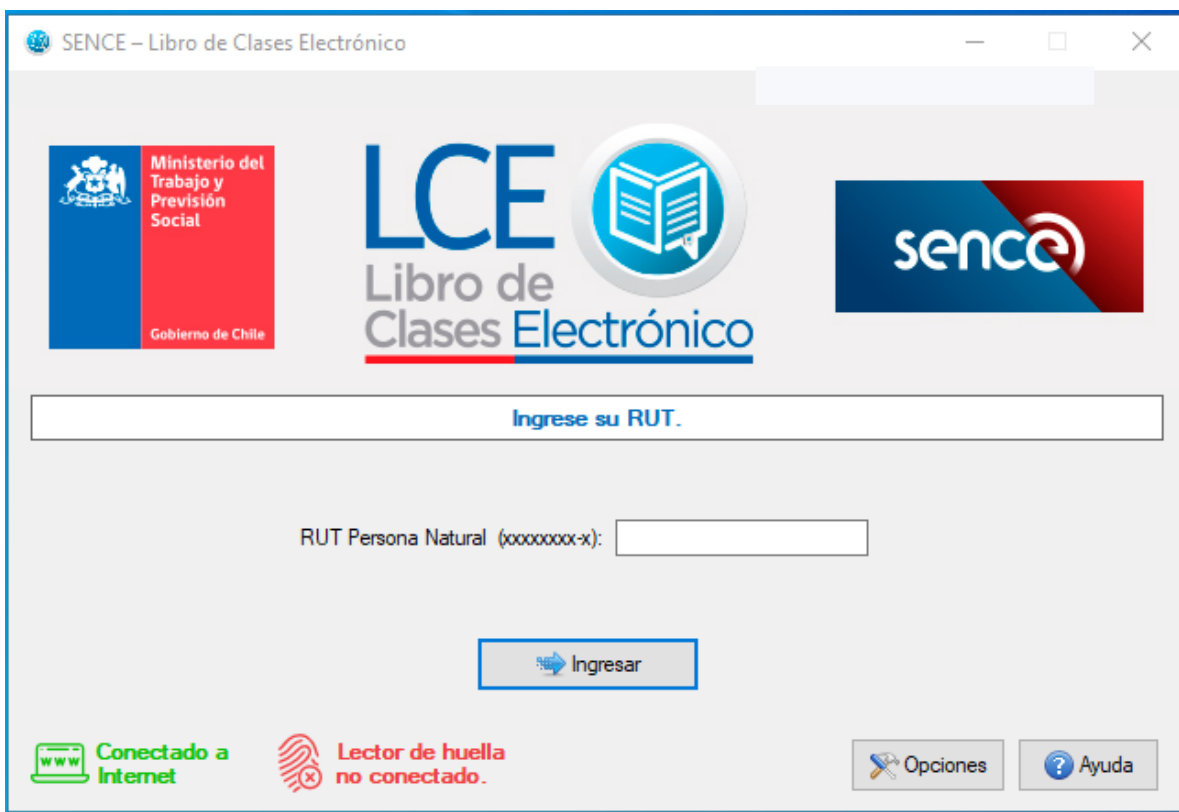 SENCE – Libro de Clases Electrónico
Ministerio del
Trabajo y
Previsión
Social
Gobierno de Chile
LCE
Libro de
Clases Electrónico
sence
Ingrese su RUT.
RUT Persona Natural (xxxxxxxx-x):
Ingresar
www
Conectado a
Internet
Lector de huella
no conectado.
Opciones
Ayuda